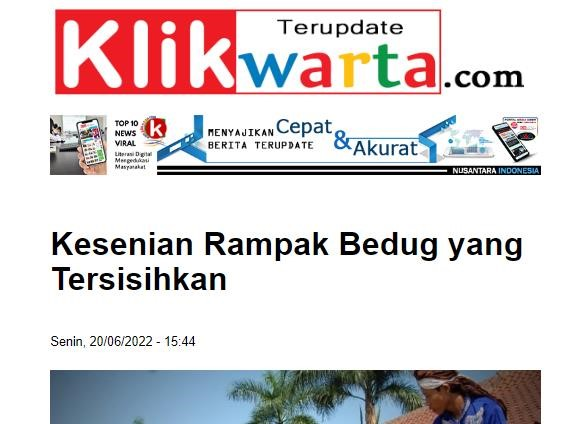 Terupdate
Klikwarta.com
TOP 10
NEWS
VIRAL
Literasi Digital
Mengedukasi
Masyarakat
MENYAJIKAN
BERITA TERUPDATE
Cepat
&
Akurat
NUSANTARA INDONESIA
Kesenian Rampak Bedug yang
Tersisihkan
Senin, 20/06/2022 - 15:44